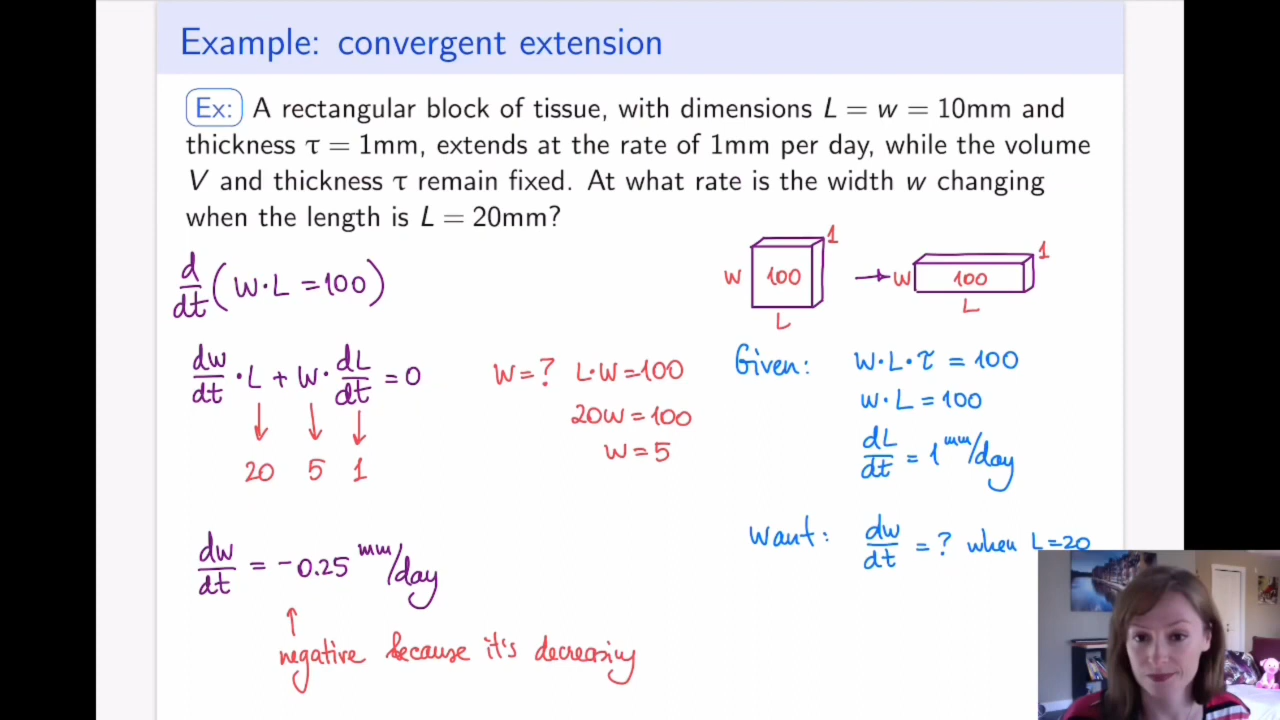 Example: convergent extension
Ex: A rectangular block of tissue, with dimensions L = w = 10mm and
thickness τ = 1mm, extends at the rate of 1mm per day, while the volume
V and thickness τ remain fixed. At what rate is the width w changing
when the length is L = 20mm?
d/dt (W·L = 100)
dw/dt · L + W · dL/dt = 0
20 5 1
W = ? L·W = 100
20W = 100
W = 5
dw/dt = -0.25 mm/day
↑
negative because it's decreasing
1
W 100 → W 100
1
L L
Given: W·L·τ = 100
W·L = 100
dL/dt = 1 mm/day
Want: dw/dt = ? when L=20